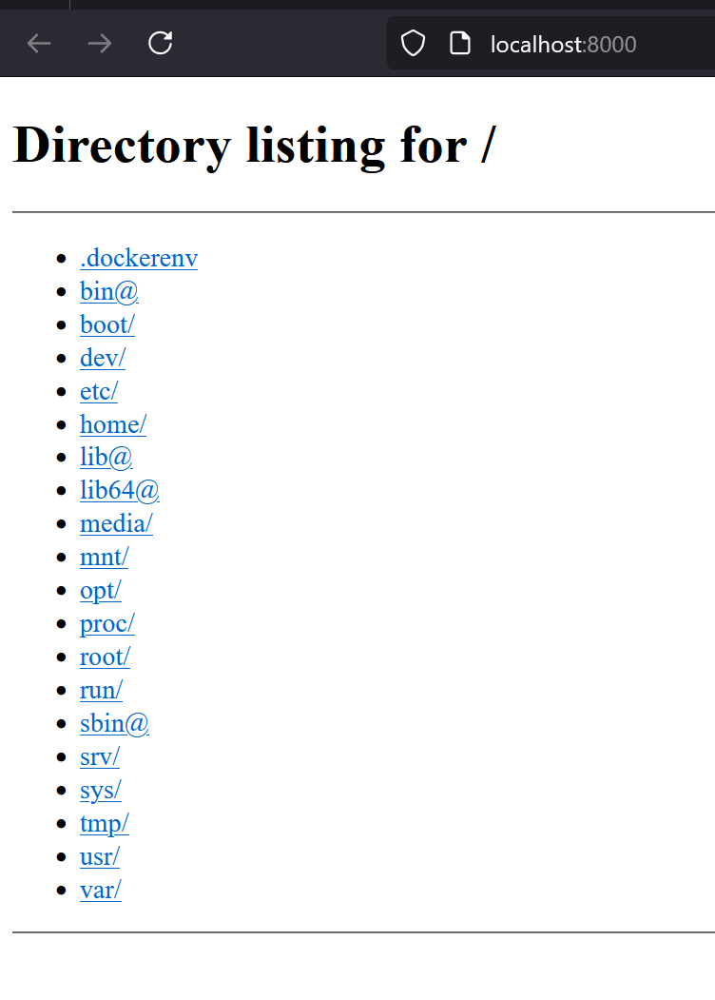 localhost:8000
Directory listing for /
.dockerenv
bin@
boot/
dev/
etc/
home/
lib@
lib64@
media/
mnt/
opt/
proc/
root/
run/
sbin@
srv/
sys/
tmp/
usr/
var/